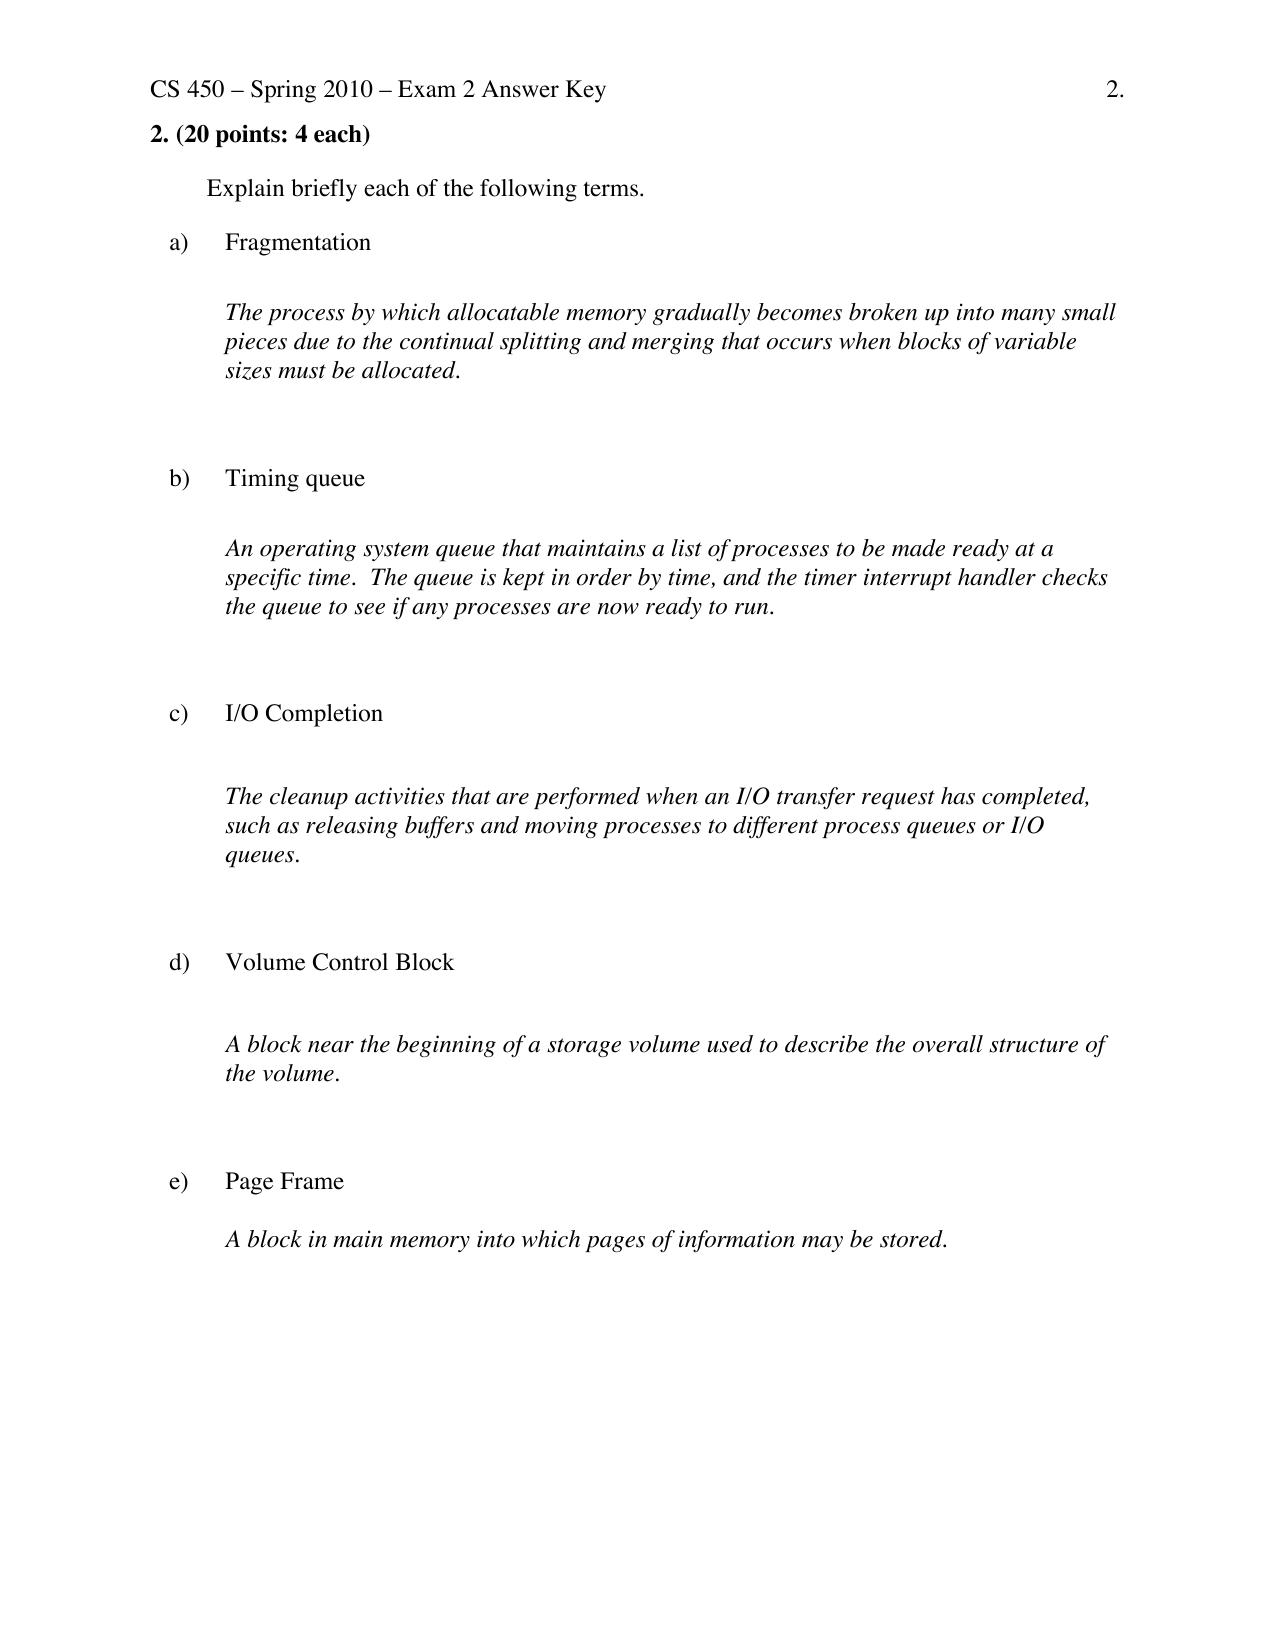 CS 450 – Spring 2010 – Exam 2 Answer Key 2.
2. (20 points: 4 each)
Explain briefly each of the following terms.
a) Fragmentation
The process by which allocatable memory gradually becomes broken up into many small
pieces due to the continual splitting and merging that occurs when blocks of variable
sizes must be allocated.
b) Timing queue
An operating system queue that maintains a list of processes to be made ready at a
specific time.  The queue is kept in order by time, and the timer interrupt handler checks
the queue to see if any processes are now ready to run.
c) I/O Completion
The cleanup activities that are performed when an I/O transfer request has completed,
such as releasing buffers and moving processes to different process queues or I/O
queues.
d) Volume Control Block
A block near the beginning of a storage volume used to describe the overall structure of
the volume.
e) Page Frame
A block in main memory into which pages of information may be stored.